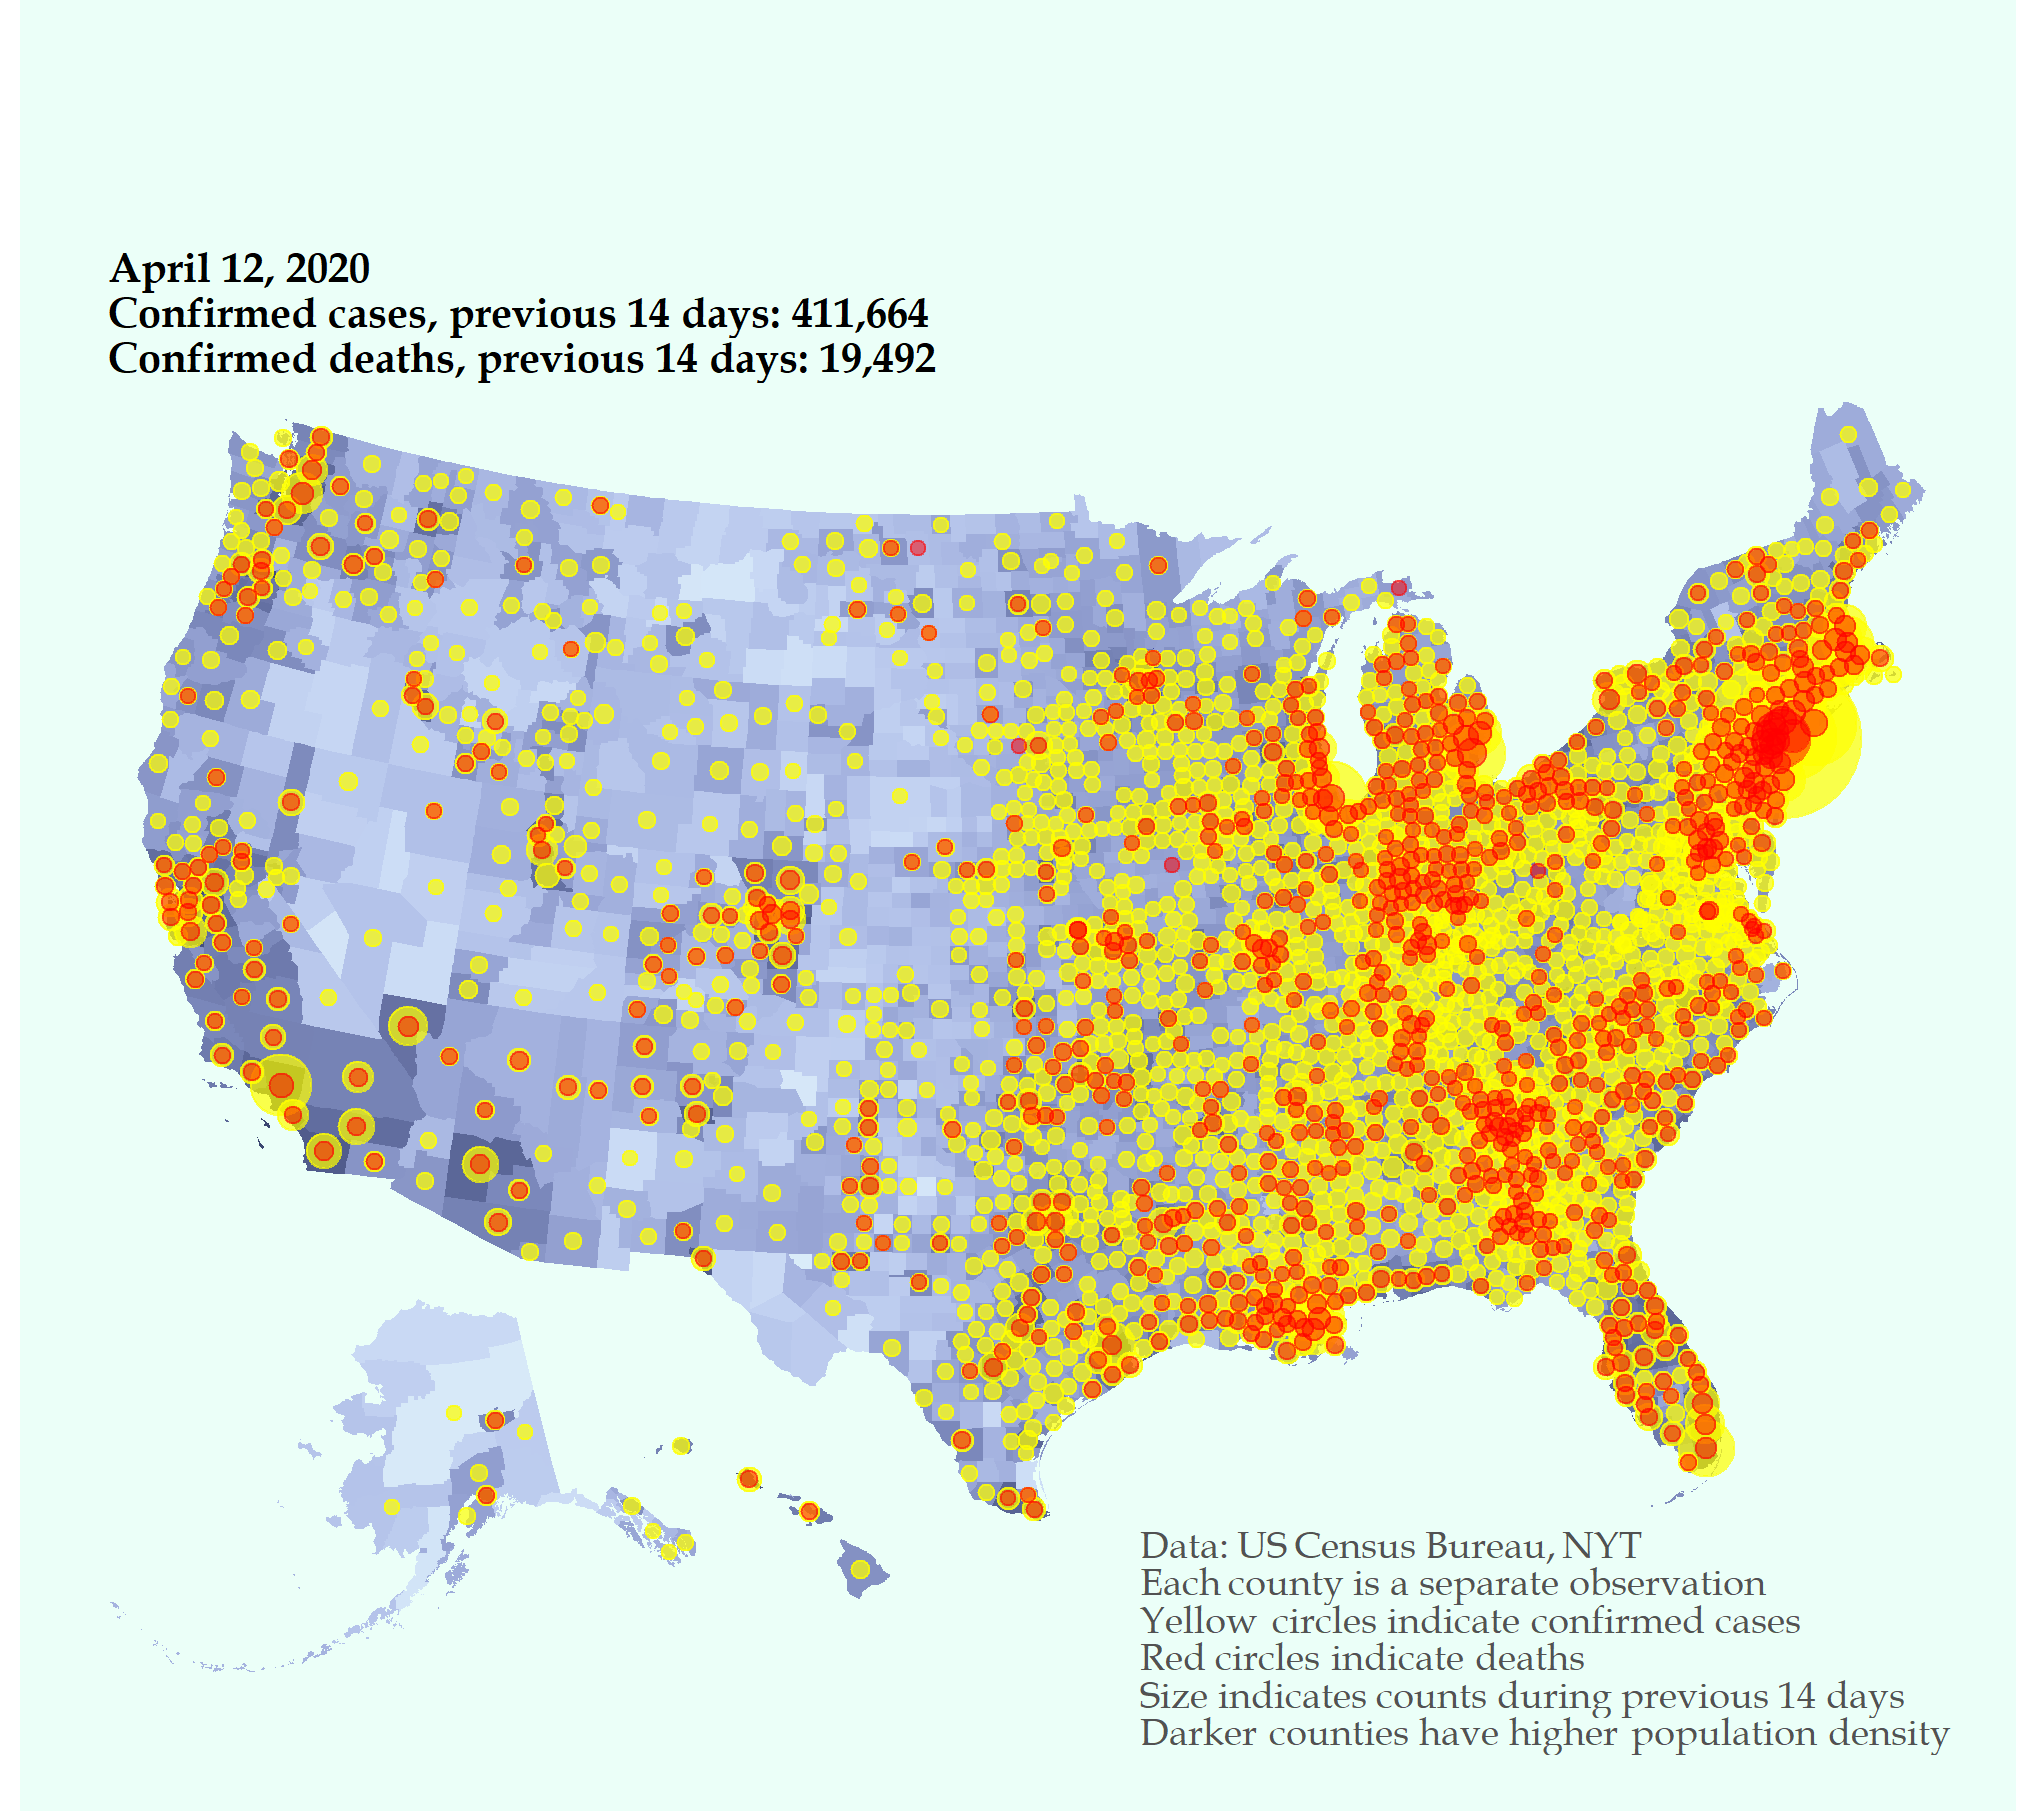 April 12, 2020
Confirmed cases, previous 14 days: 411,664
Confirmed deaths, previous 14 days: 19,492
Data: US Census Bureau, NYT
Each county is a separate observation
Yellow circles indicate confirmed cases
Red circles indicate deaths
Size indicates counts during previous 14 days
Darker counties have higher population density